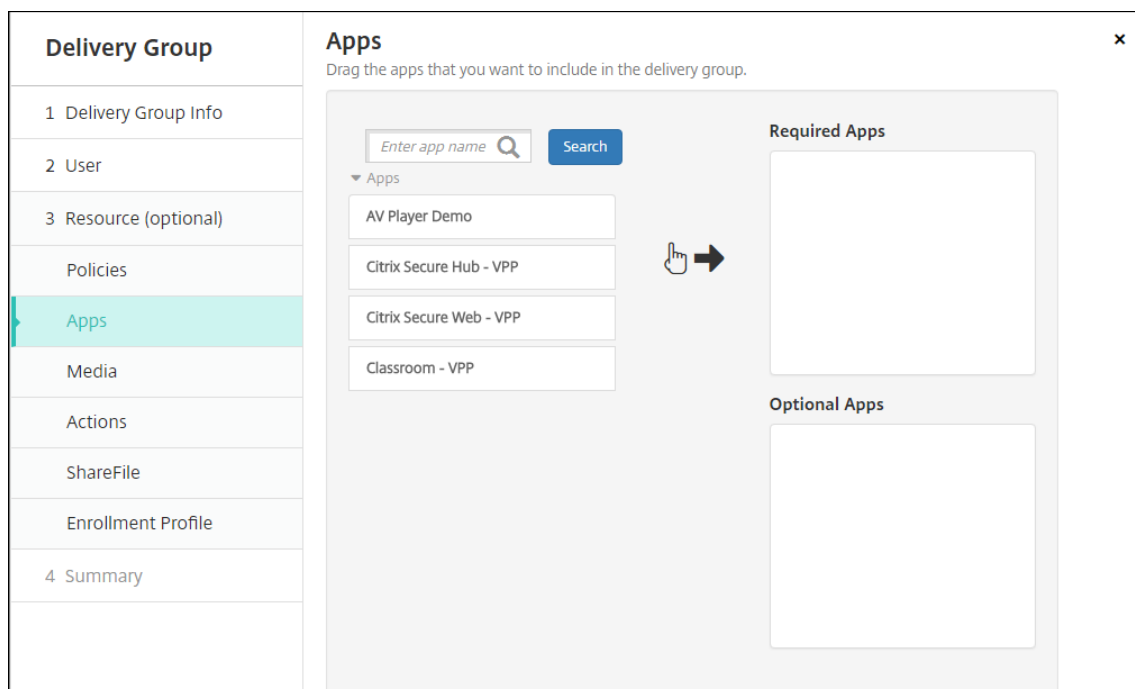 Delivery Group
1 Delivery Group Info
2 User
3 Resource (optional)
Policies
Apps
Media
Actions
ShareFile
Enrollment Profile
4 Summary
Apps
Drag the apps that you want to include in the delivery group.
×
Enter app name
Search
Apps
AV Player Demo
Citrix Secure Hub - VPP
Citrix Secure Web - VPP
Classroom - VPP
Required Apps
Optional Apps